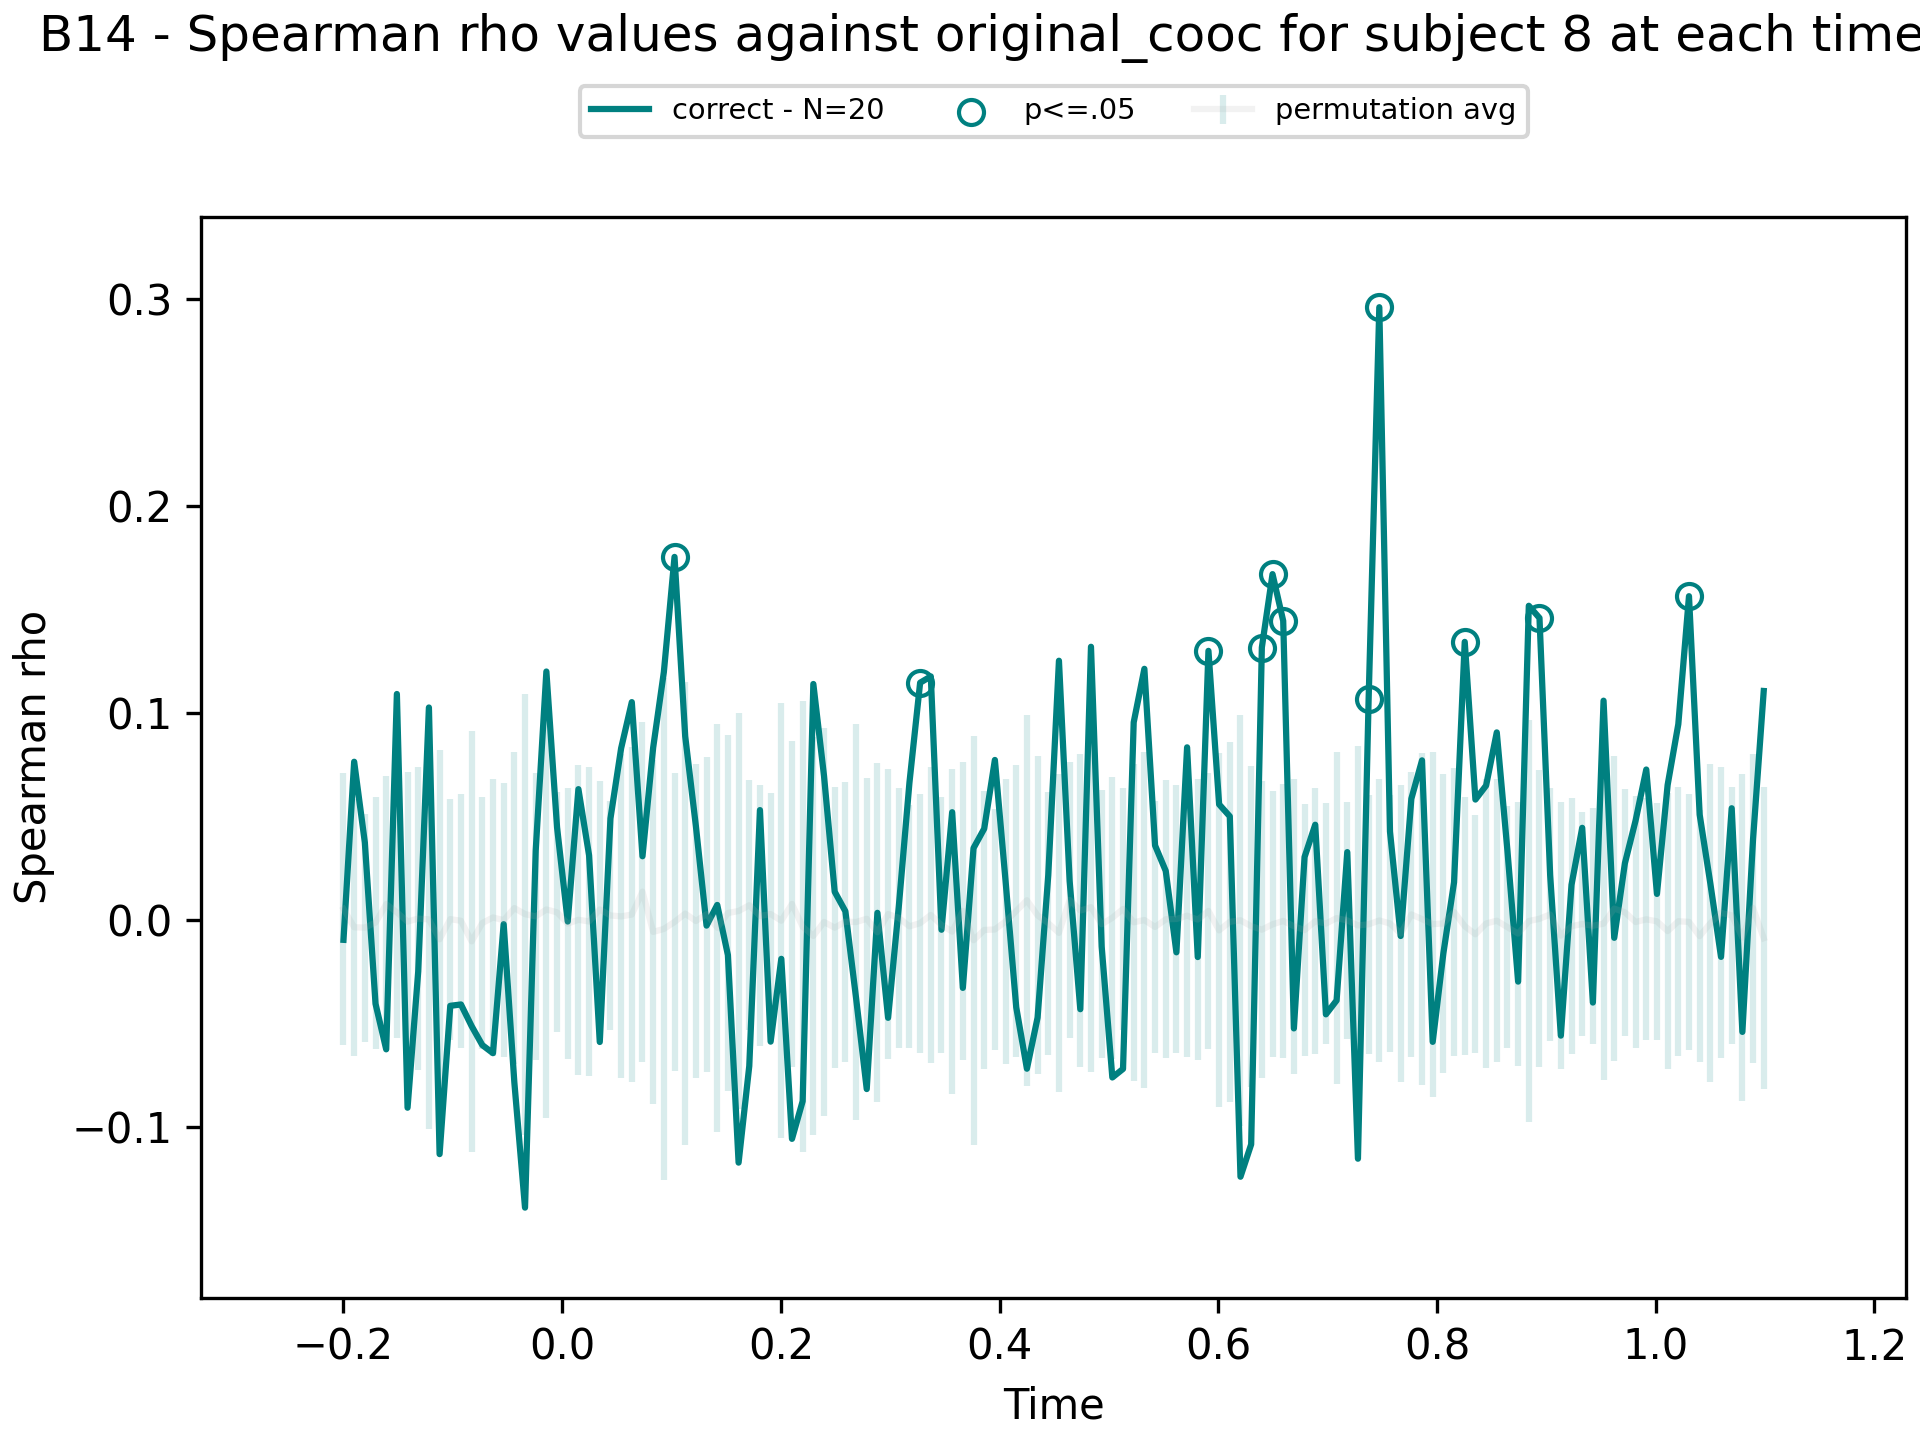 B14 - Spearman rho values against original_cooc for subject 8 at each time
correct - N=20
p<=.05
permutation avg
Spearman rho
0.3
0.2
0.1
0.0
−0.1
−0.2
0.0
0.2
0.4
0.6
0.8
1.0
1.2
Time